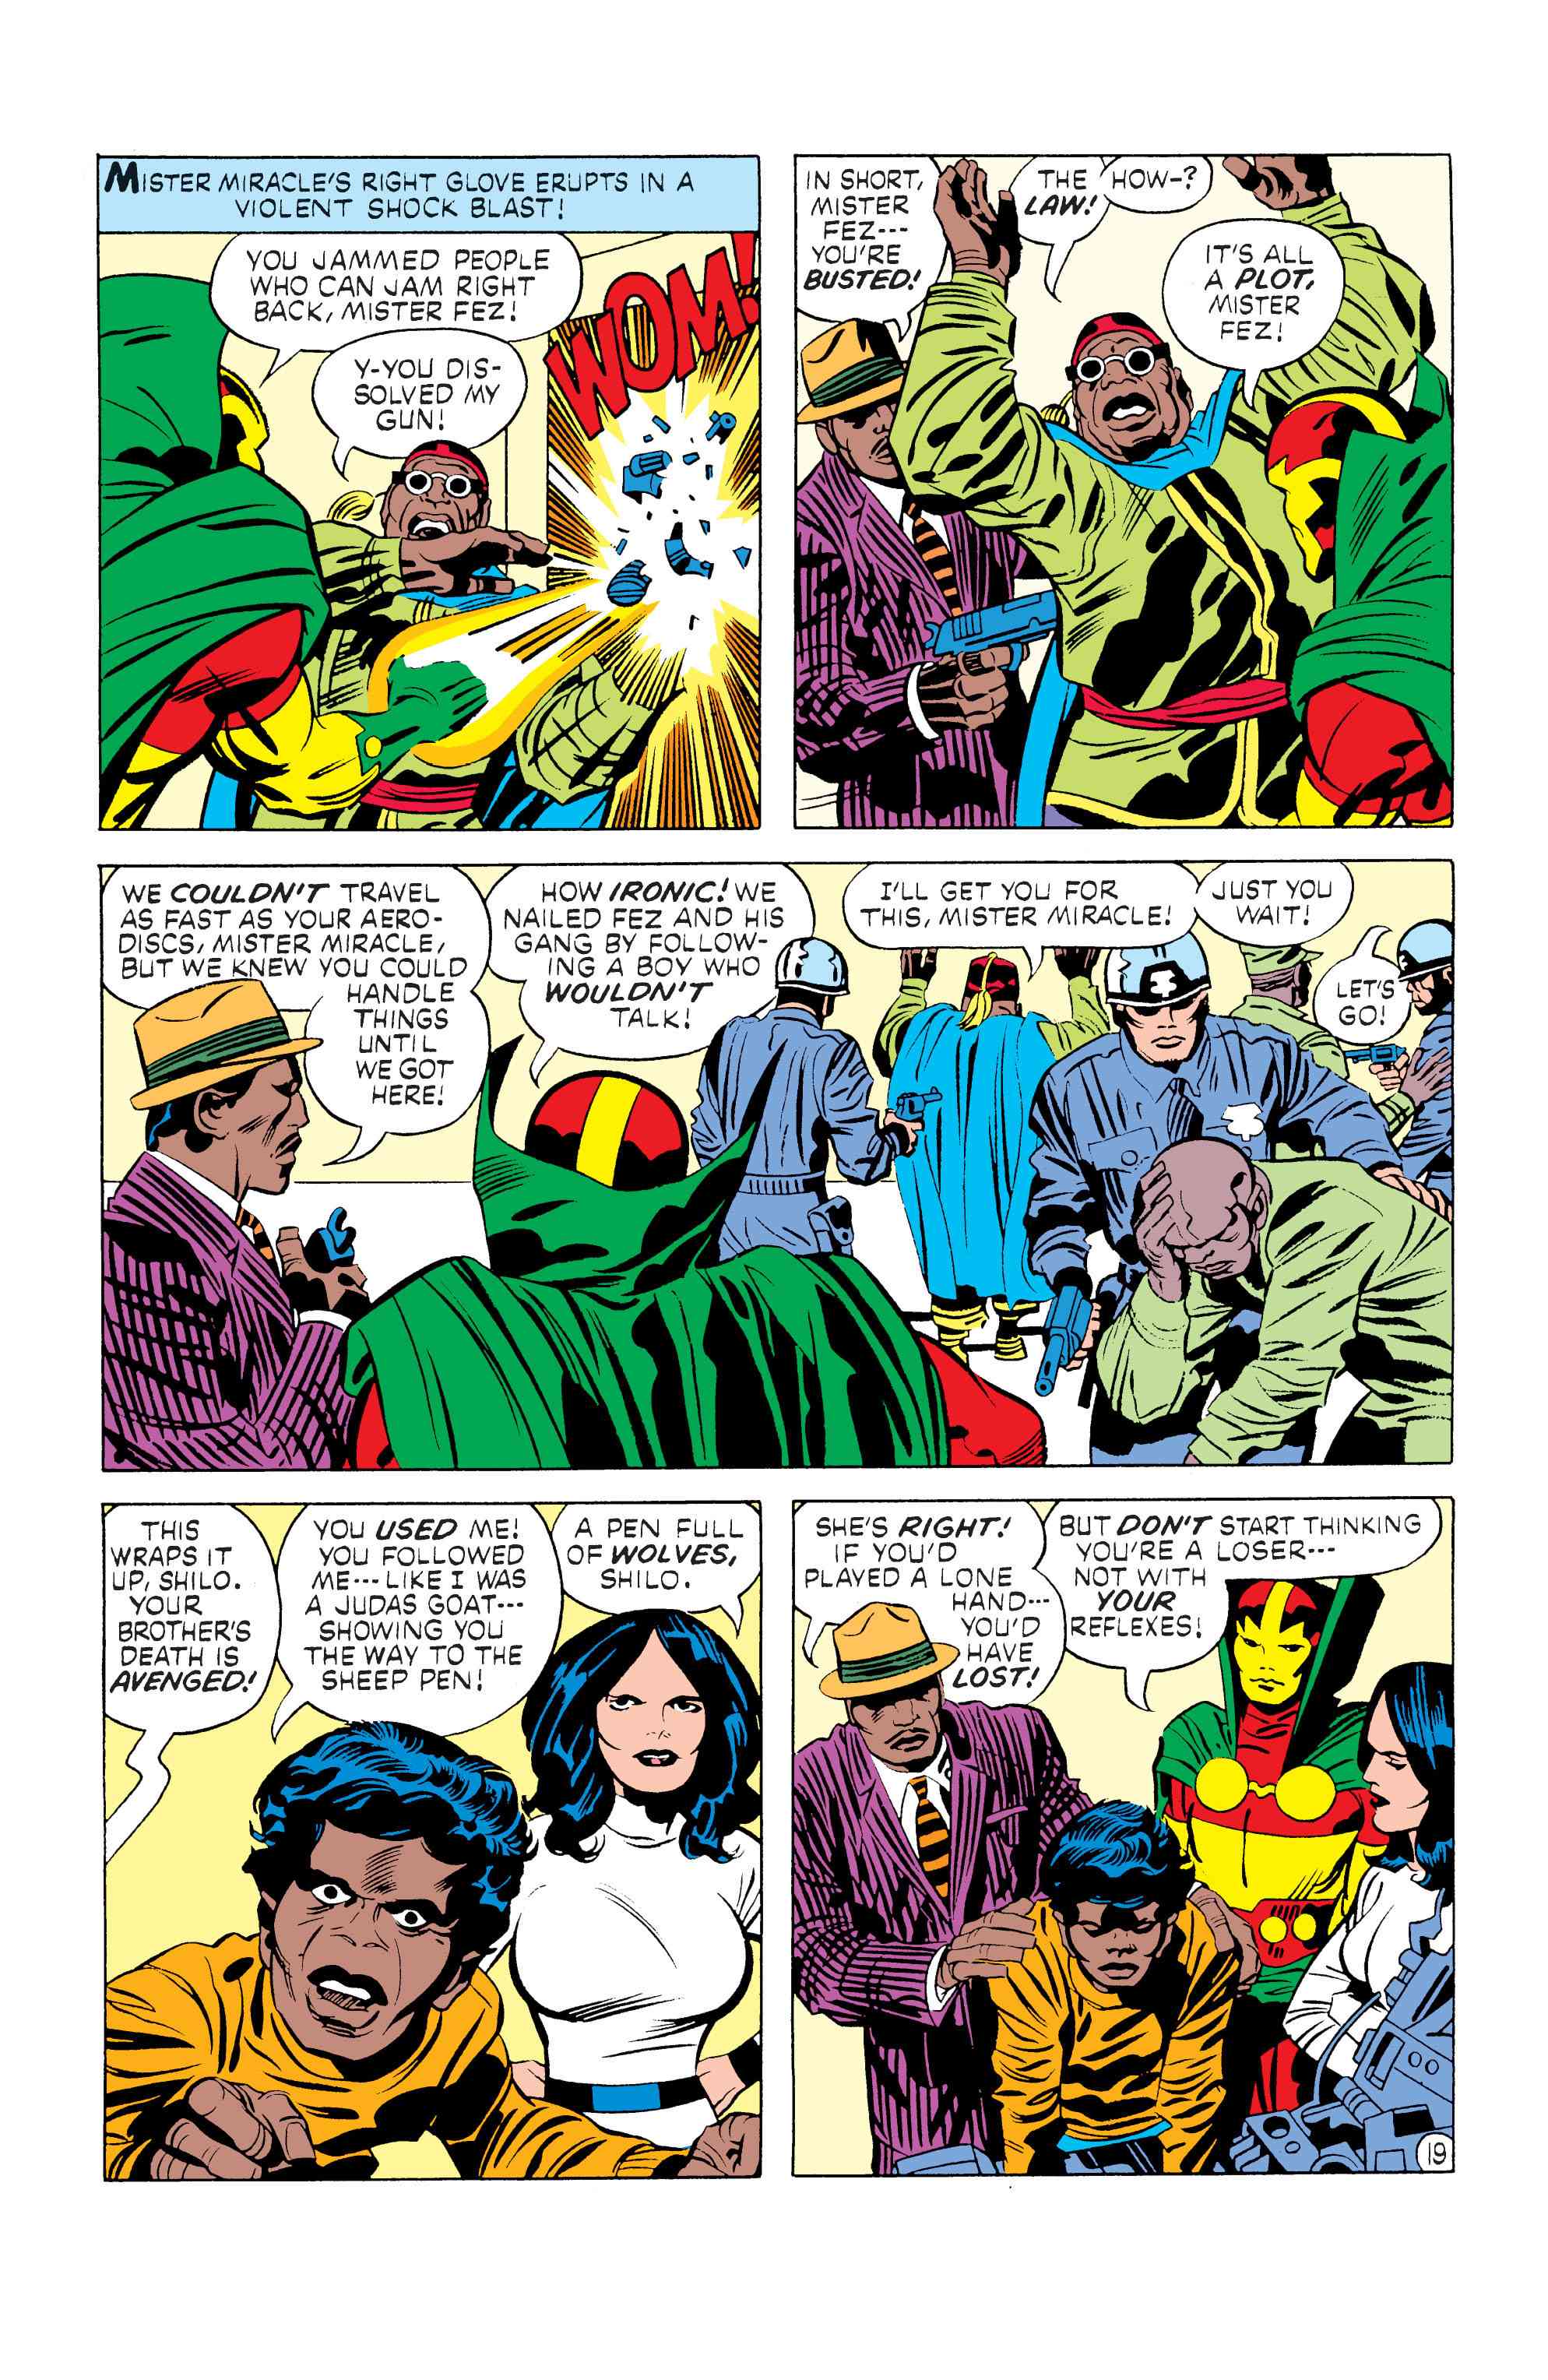 MISTER MIRACLE'S RIGHT GLOVE ERUPTS IN A
VIOLENT SHOCK BLAST!
YOU JAMMED PEOPLE
WHO CAN JAM RIGHT
BACK, MISTER FEZ!
Y-YOU DIS-
SOLVED MY
GUN!
WOM!
IN SHORT,
MISTER
FEZ---
YOU'RE
BUSTED!
THE
LAW!
HOW-?
IT'S ALL
A PLOT,
MISTER
FEZ!
WE COULDN'T TRAVEL
AS FAST AS YOUR AERO-
DISCS, MISTER MIRACLE,
BUT WE KNEW YOU COULD
HANDLE
THINGS
UNTIL
WE GOT
HERE!
HOW IRONIC! WE
NAILED FEZ AND HIS
GANG BY FOLLOW-
ING A BOY WHO
WOULDN'T
TALK!
I'LL GET YOU FOR
THIS, MISTER MIRACLE!
JUST YOU
WAIT!
LET'S
GO!
THIS
WRAPS IT
UP, SHILO.
YOUR
BROTHER'S
DEATH IS
AVENGED!
YOU USED ME!
YOU FOLLOWED
ME--- LIKE I WAS
A JUDAS GOAT---
SHOWING YOU
THE WAY TO THE
SHEEP PEN!
A PEN FULL
OF WOLVES,
SHILO.
SHE'S RIGHT!
IF YOU'D
PLAYED A LONE
HAND---
YOU'D
HAVE
LOST!
BUT DON'T START THINKING
YOU'RE A LOSER---
NOT WITH
YOUR
REFLEXES!
19